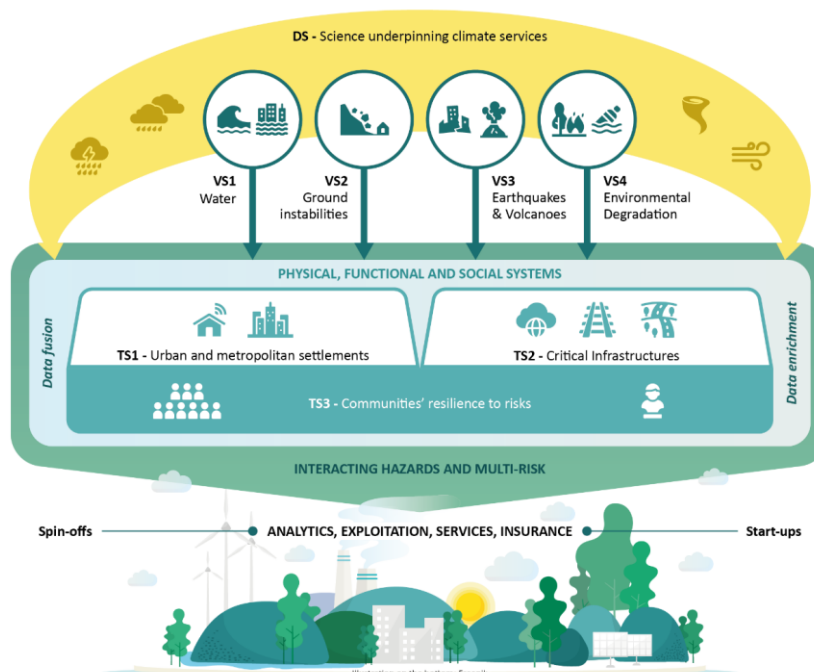 DS - Science underpinning climate services
VS1
Water
VS2
Ground
instabilities
VS3
Earthquakes
& Volcanoes
VS4
Environmental
Degradation
PHYSICAL, FUNCTIONAL AND SOCIAL SYSTEMS
Data fusion
TS1 - Urban and metropolitan settlements
TS2 - Critical Infrastructures
Data enrichment
TS3 - Communities' resilience to risks
INTERACTING HAZARDS AND MULTI-RISK
Spin-offs
ANALYTICS, EXPLOITATION, SERVICES, INSURANCE
Start-ups